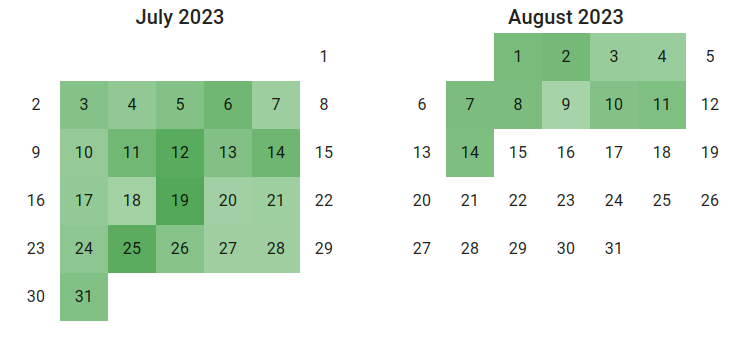 July 2023
1
2 3 4 5 6 7 8
9 10 11 12 13 14 15
16 17 18 19 20 21 22
23 24 25 26 27 28 29
30 31
August 2023
1 2 3 4 5
6 7 8 9 10 11 12
13 14 15 16 17 18 19
20 21 22 23 24 25 26
27 28 29 30 31